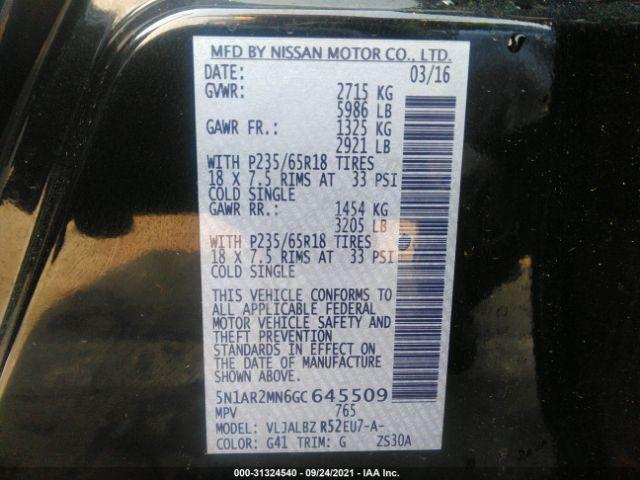 MFD BY NISSAN MOTOR CO., LTD.
DATE: 03/16
GVWR: 2715 KG
5986 LB
GAWR FR.: 1325 KG
2921 LB
WITH P235/65R18 TIRES
18 X 7.5 RIMS AT 33 PSI
COLD SINGLE
GAWR RR.: 1454 KG
3205 LB
WITH P235/65R18 TIRES
18 X 7.5 RIMS AT 33 PSI
COLD SINGLE
THIS VEHICLE CONFORMS TO
ALL APPLICABLE FEDERAL
MOTOR VEHICLE SAFETY AND
THEFT PREVENTION
STANDARDS IN EFFECT ON
THE DATE OF MANUFACTURE
SHOWN ABOVE.
5N1AR2MN6GC645509
MPV 765
MODEL: VLJALBZ R52EU7-A-
COLOR: G41 TRIM: G ZS30A
000-31324540 - 09/24/2021 - IAA Inc.